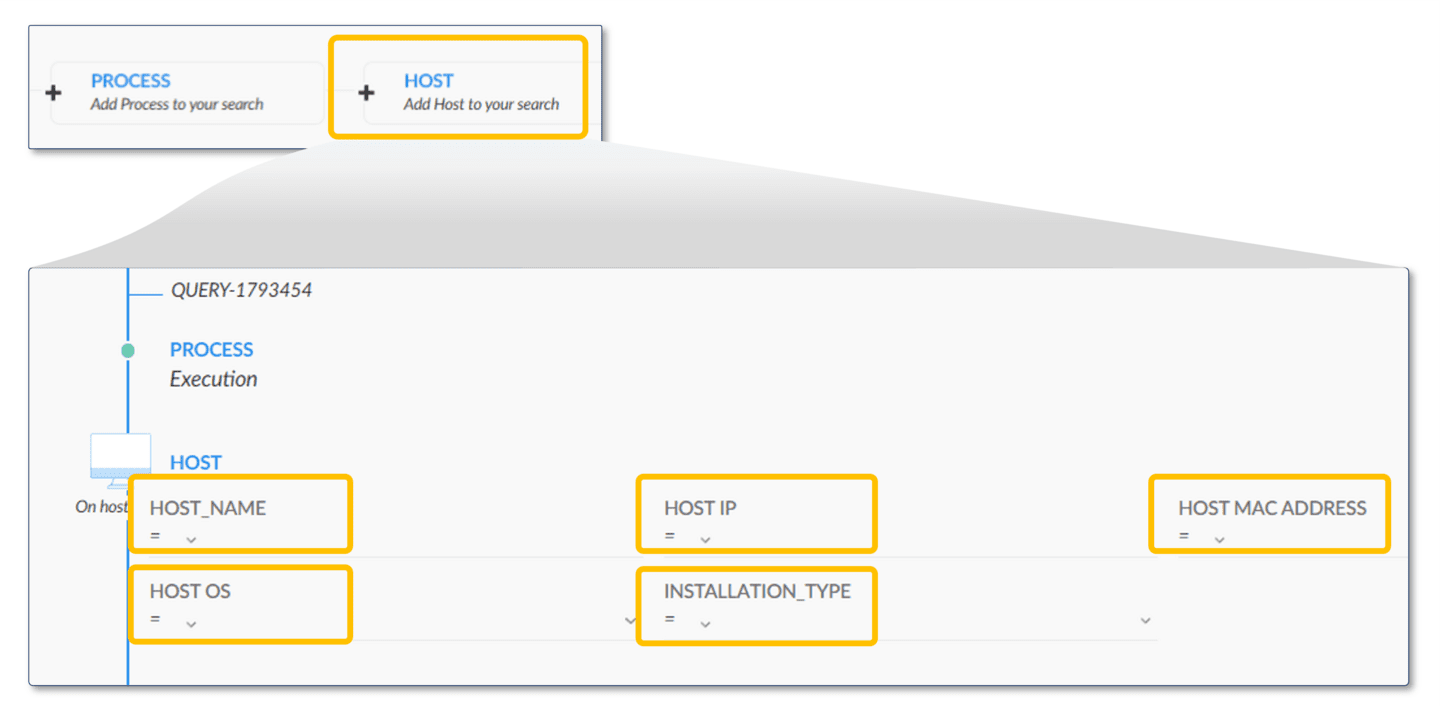 PROCESS
Add Process to your search
HOST
Add Host to your search
QUERY-1793454
PROCESS
Execution
HOST
On host
HOST_NAME
=
HOST IP
=
HOST MAC ADDRESS
=
HOST OS
=
INSTALLATION_TYPE
=